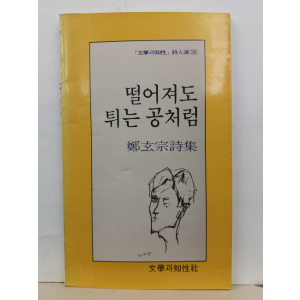 「文學과知性」詩人選
떨어져도
튀는 공처럼
鄭玄宗詩集
文學과知性社